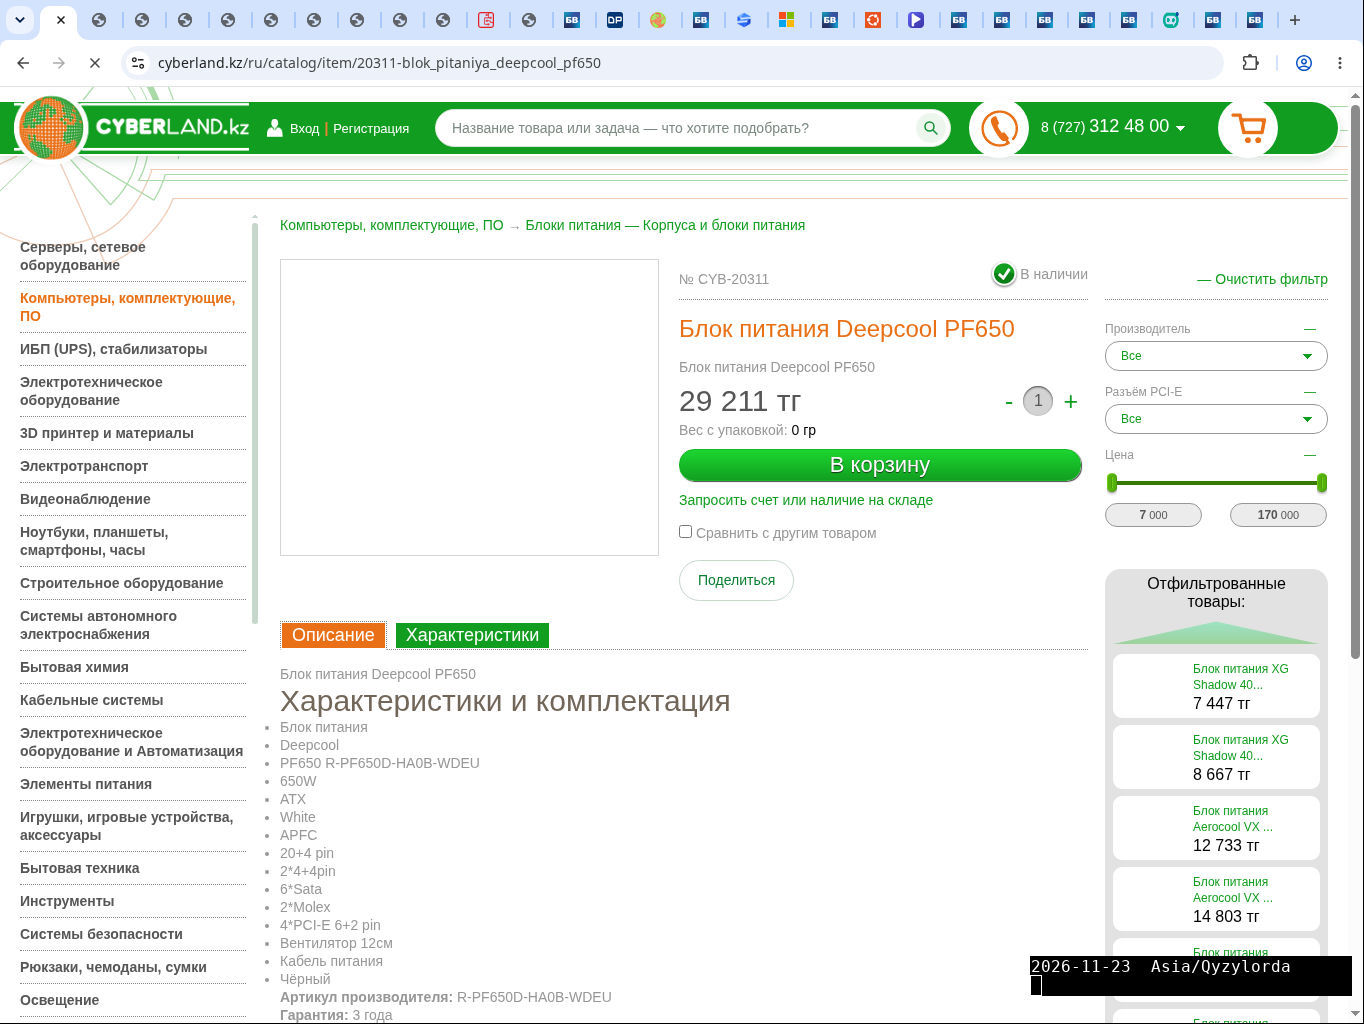 cyberland.kz/ru/catalog/item/20311-blok_pitaniya_deepcool_pf650
CYBERLAND.kz
Вход | Регистрация
Название товара или задача — что хотите подобрать?
8 (727) 312 48 00
Серверы, сетевое
оборудование
Компьютеры, комплектующие,
ПО
ИБП (UPS), стабилизаторы
Электротехническое
оборудование
3D принтер и материалы
Электротранспорт
Видеонаблюдение
Ноутбуки, планшеты,
смартфоны, часы
Строительное оборудование
Системы автономного
электроснабжения
Бытовая химия
Кабельные системы
Электротехническое
оборудование и Автоматизация
Элементы питания
Игрушки, игровые устройства,
аксессуары
Бытовая техника
Инструменты
Системы безопасности
Рюкзаки, чемоданы, сумки
Освещение
Компьютеры, комплектующие, ПО → Блоки питания — Корпуса и блоки питания
№ CYB-20311
В наличии
Блок питания Deepcool PF650
Блок питания Deepcool PF650
29 211 тг
- 1 +
Вес с упаковкой: 0 гр
В корзину
Запросить счет или наличие на складе
Сравнить с другим товаром
Поделиться
Описание
Характеристики
Блок питания Deepcool PF650
Характеристики и комплектация
Блок питания
Deepcool
PF650 R-PF650D-HA0B-WDEU
650W
ATX
White
APFC
20+4 pin
2*4+4pin
6*Sata
2*Molex
4*PCI-E 6+2 pin
Вентилятор 12см
Кабель питания
Чёрный
Артикул производителя: R-PF650D-HA0B-WDEU
Гарантия: 3 года
— Очистить фильтр
Производитель —
Все
Разъём PCI-E —
Все
Цена —
7 000
170 000
Отфильтрованные
товары:
Блок питания XG
Shadow 40...
7 447 тг
Блок питания XG
Shadow 40...
8 667 тг
Блок питания
Aerocool VX ...
12 733 тг
Блок питания
Aerocool VX ...
14 803 тг
Блок питания
2026-11-23 Asia/Qyzylorda
Блок питания